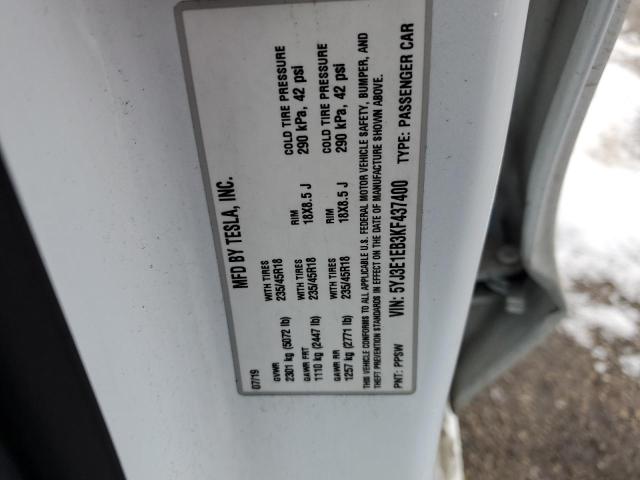 MFD BY TESLA, INC.
07/19
GVWR
2301 kg (5072 lb)
WITH TIRES
235/45R18
RIM
18X8.5 J
COLD TIRE PRESSURE
290 kPa, 42 psi
GAWR FRT
1110 kg (2447 lb)
WITH TIRES
235/45R18
GAWR RR
1257 kg (2771 lb)
WITH TIRES
235/45R18
RIM
18X8.5 J
COLD TIRE PRESSURE
290 kPa, 42 psi
THIS VEHICLE CONFORMS TO ALL APPLICABLE U.S. FEDERAL MOTOR VEHICLE SAFETY, BUMPER, AND
THEFT PREVENTION STANDARDS IN EFFECT ON THE DATE OF MANUFACTURE SHOWN ABOVE.
PNT: PPSW VIN: 5YJ3E1EB3KF437400 TYPE: PASSENGER CAR